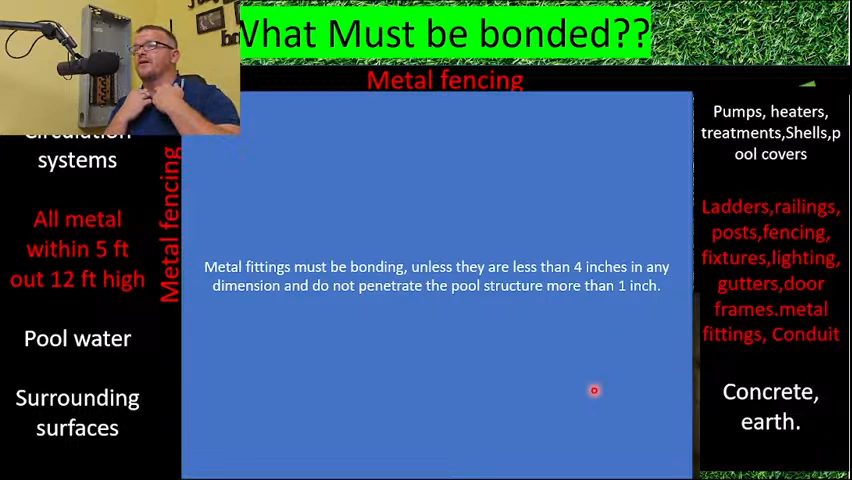 What Must be bonded??
Metal fencing
Circulation
systems
All metal
within 5 ft
out 12 ft high
Pool water
Surrounding
surfaces
Metal fencing
Metal fittings must be bonding, unless they are less than 4 inches in any
dimension and do not penetrate the pool structure more than 1 inch.
Pumps, heaters,
treatments,Shells,p
ool covers
Ladders,railings,
posts,fencing,
fixtures,lighting,
gutters,door
frames.metal
fittings, Conduit
Concrete,
earth.